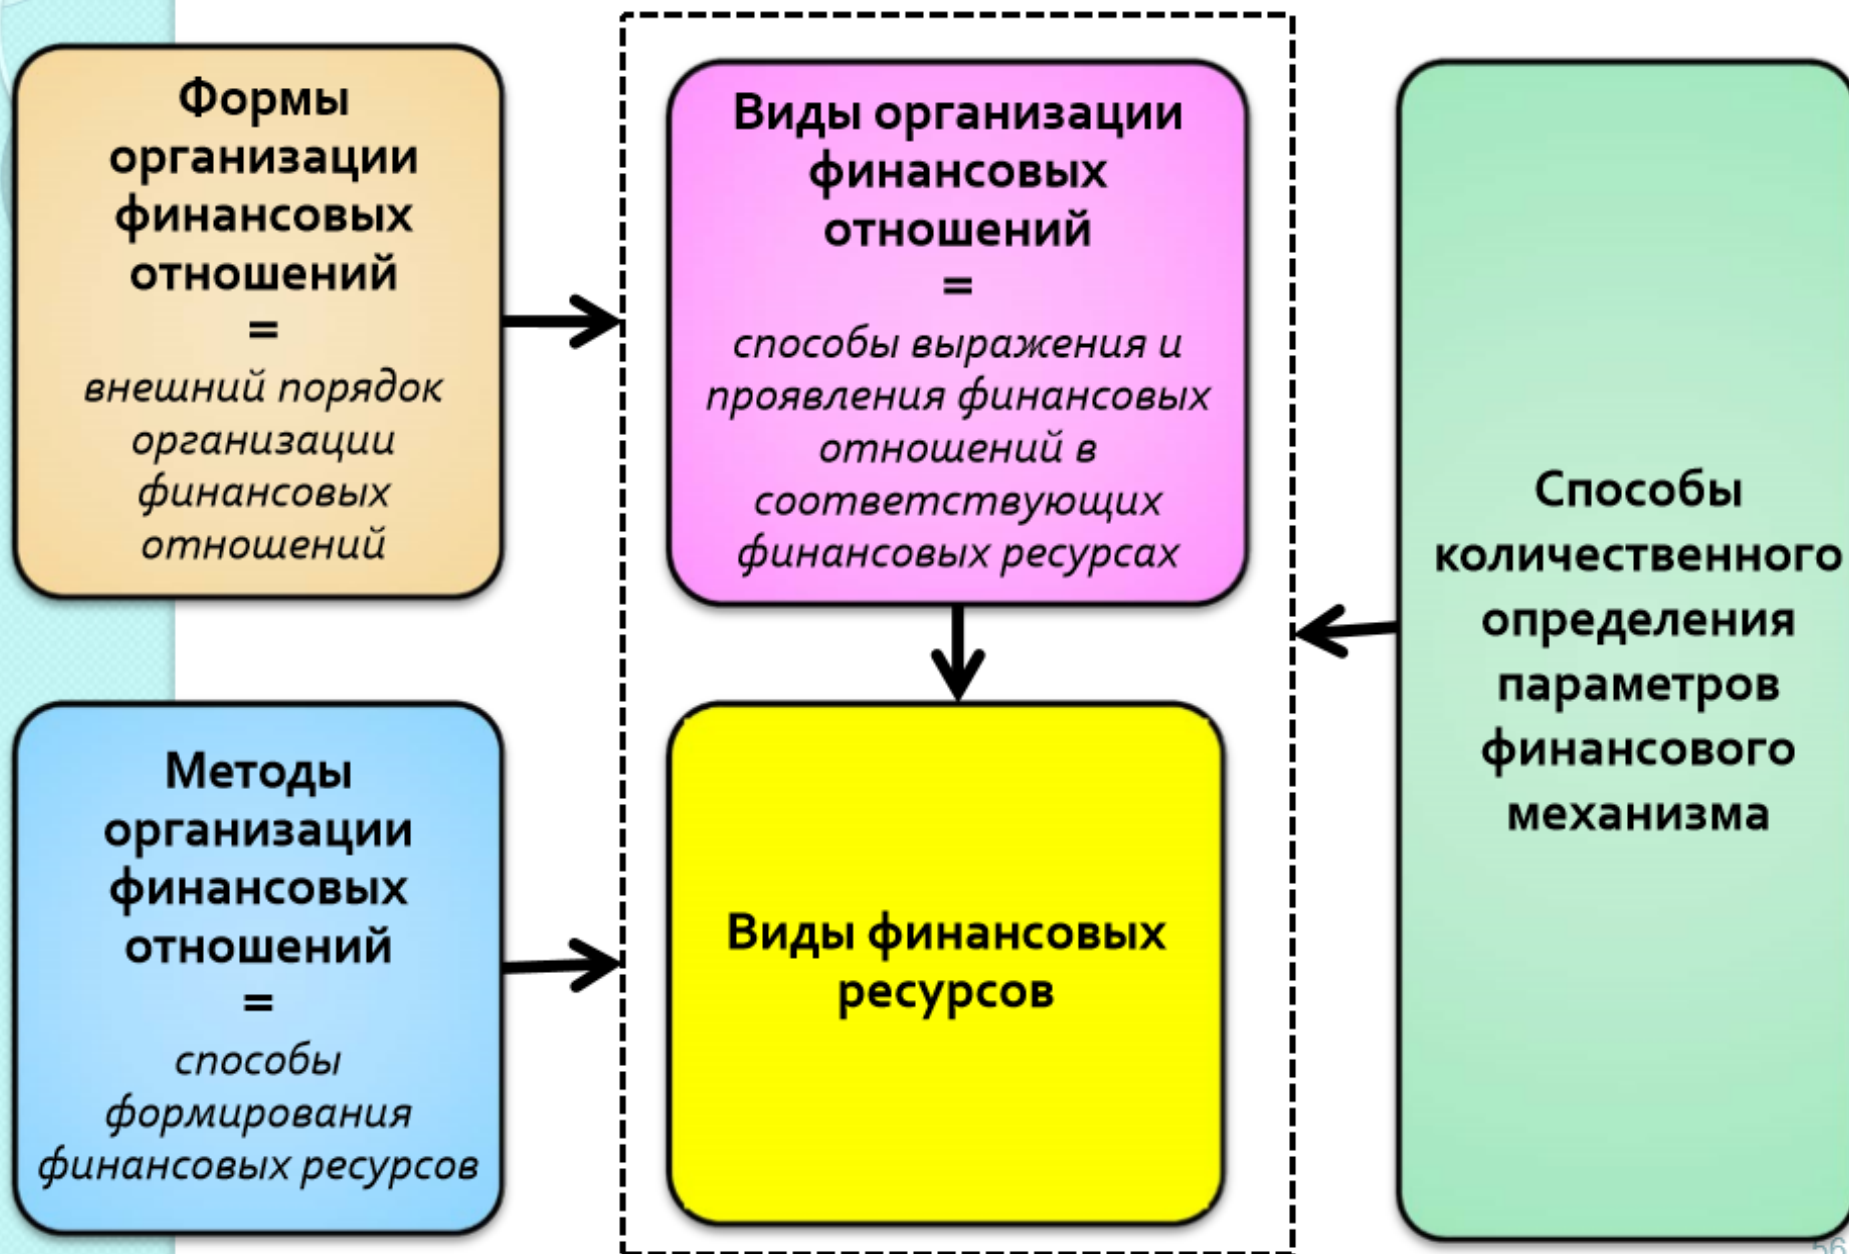 Формы
организации
финансовых
отношений
=
внешний порядок
организации
финансовых
отношений
Виды организации
финансовых
отношений
=
способы выражения и
проявления финансовых
отношений в
соответствующих
финансовых ресурсах
Способы
количественного
определения
параметров
финансового
механизма
Методы
организации
финансовых
отношений
=
способы
формирования
финансовых ресурсов
Виды финансовых
ресурсов
56